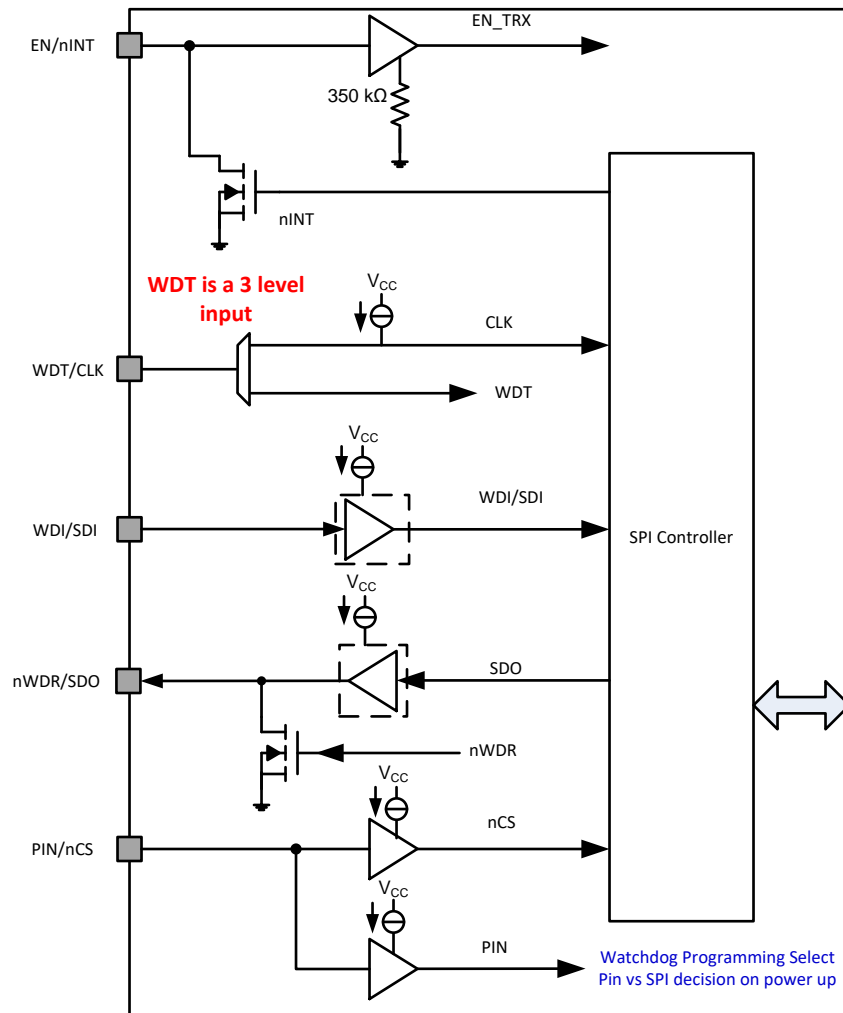 EN_TRX
EN/nINT
350 kΩ
nINT
WDT is a 3 level
input
VCC
CLK
WDT/CLK
WDT
VCC
WDI/SDI
WDI/SDI
SPI Controller
VCC
SDO
nWDR/SDO
nWDR
VCC
nCS
PIN/nCS
VCC
PIN
Watchdog Programming Select
Pin vs SPI decision on power up